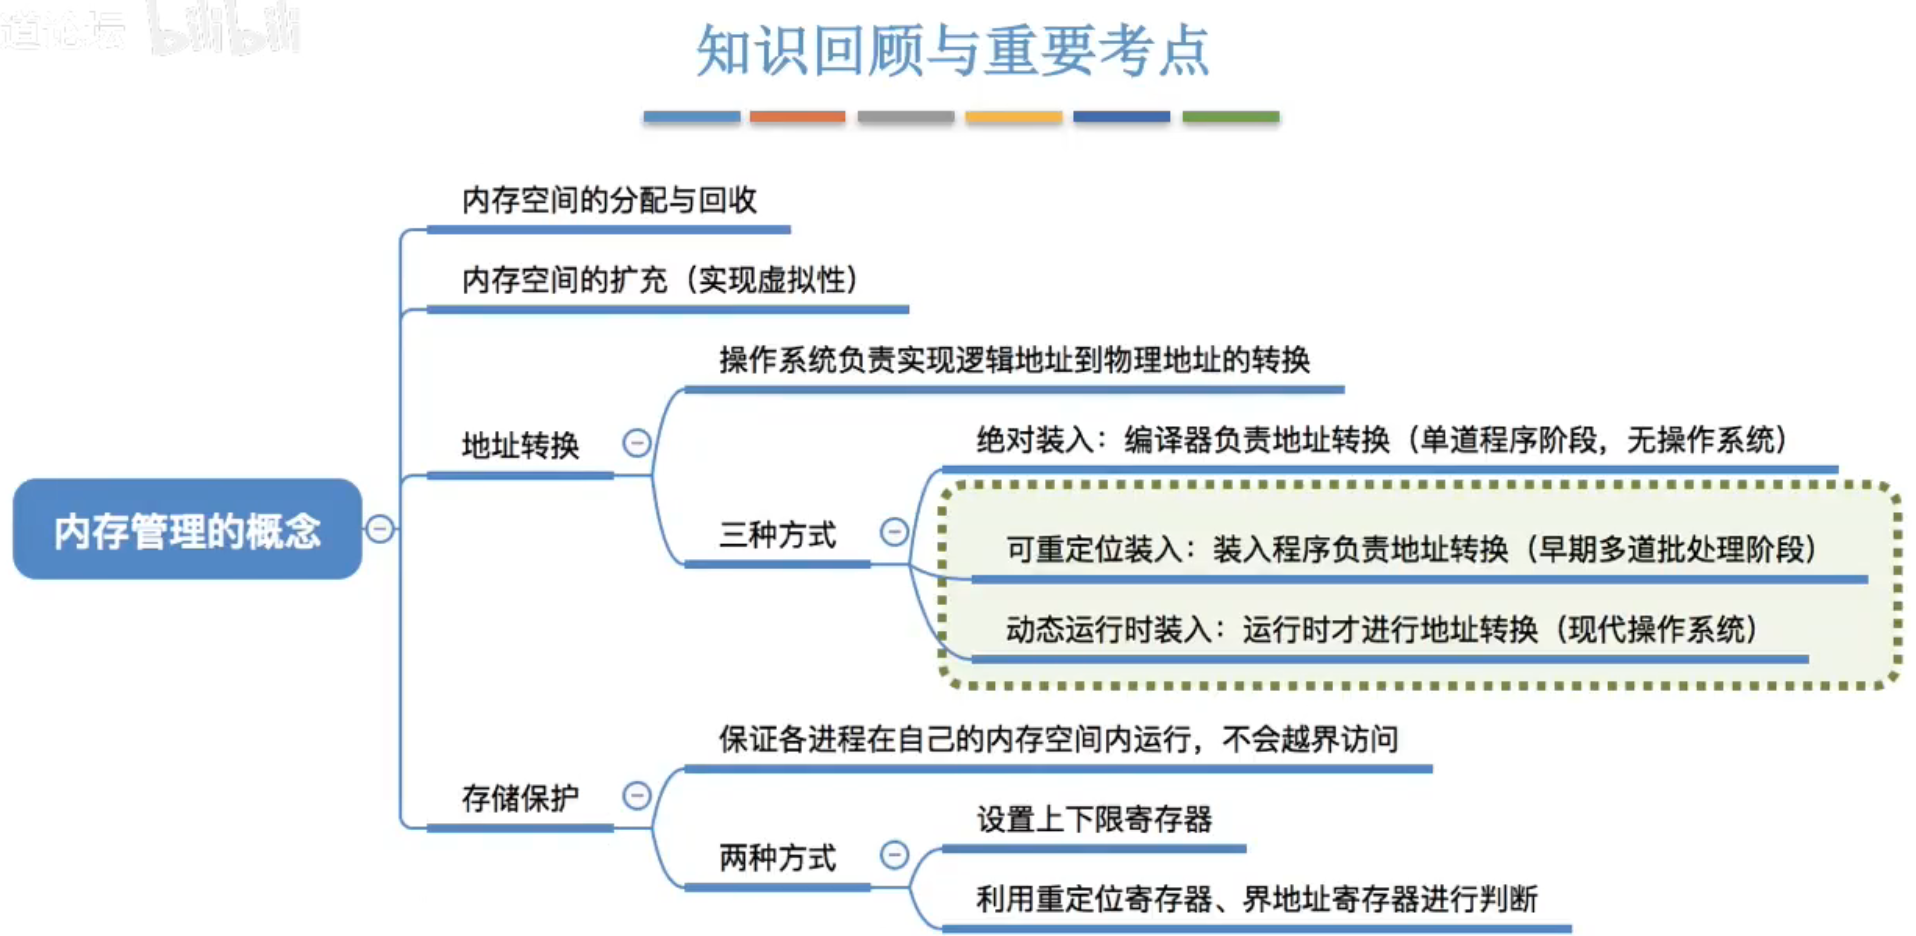 道论坛 bilibili
知识回顾与重要考点
内存空间的分配与回收
内存空间的扩充（实现虚拟性）
操作系统负责实现逻辑地址到物理地址的转换
地址转换
绝对装入：编译器负责地址转换（单道程序阶段，无操作系统）
三种方式
可重定位装入：装入程序负责地址转换（早期多道批处理阶段）
动态运行时装入：运行时才进行地址转换（现代操作系统）
内存管理的概念
保证各进程在自己的内存空间内运行，不会越界访问
存储保护
设置上下限寄存器
两种方式
利用重定位寄存器、界地址寄存器进行判断